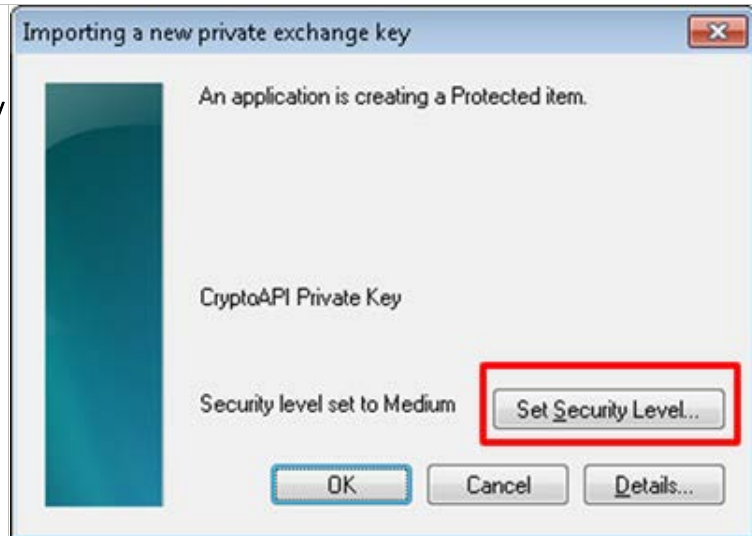 Importing a new private exchange key
An application is creating a Protected item.
CryptoAPI Private Key
Security level set to Medium
Set Security Level...
OK
Cancel
Details...